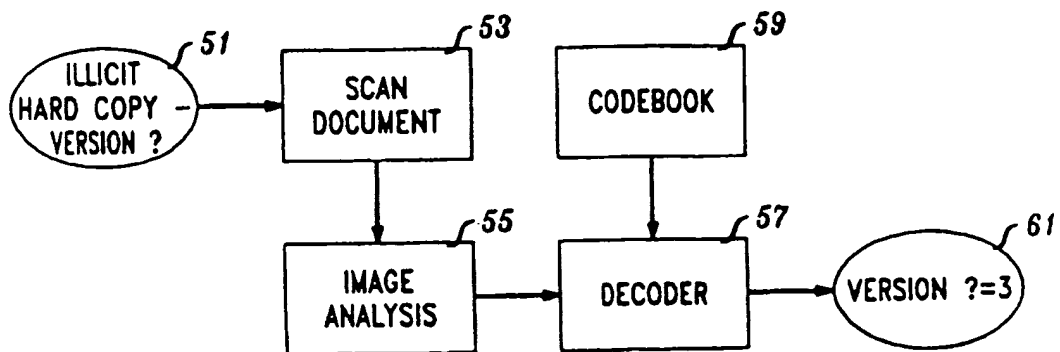 51
ILLICIT
HARD COPY -
VERSION ?
53
SCAN
DOCUMENT
59
CODEBOOK
55
IMAGE
ANALYSIS
57
DECODER
61
VERSION ?=3